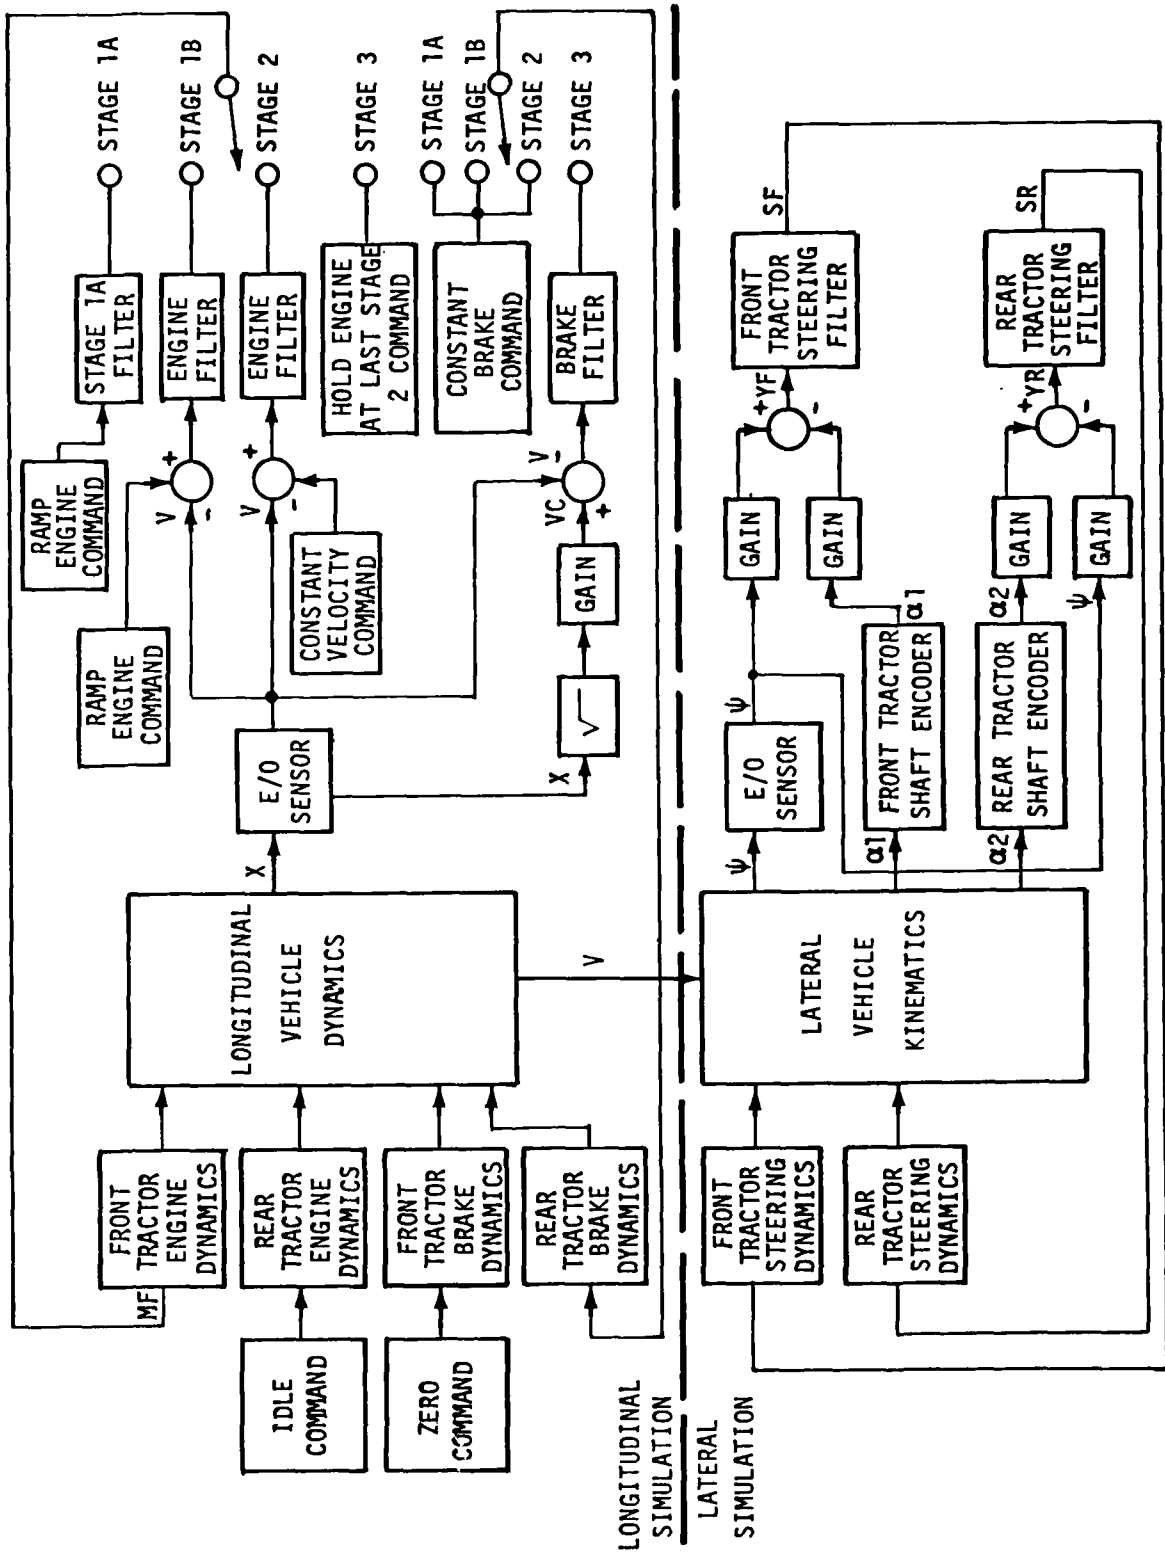 STAGE 1A
STAGE 1B
STAGE 2
STAGE 3
STAGE 1A
STAGE 1B
STAGE 2
STAGE 3
RAMP
ENGINE
COMMAND
STAGE 1A
FILTER
RAMP
ENGINE
COMMAND
V
+
-
ENGINE
FILTER
V
+
-
ENGINE
FILTER
CONSTANT
VELOCITY
COMMAND
HOLD ENGINE
AT LAST STAGE
2 COMMAND
CONSTANT
BRAKE
COMMAND
X
E/O
SENSOR
X
√
GAIN
VC
+
V
-
BRAKE
FILTER
LONGITUDINAL
VEHICLE
DYNAMICS
MF
FRONT
TRACTOR
ENGINE
DYNAMICS
REAR
TRACTOR
ENGINE
DYNAMICS
FRONT
TRACTOR
BRAKE
DYNAMICS
REAR
TRACTOR
BRAKE
DYNAMICS
IDLE
COMMAND
ZERO
COMMAND
V
LONGITUDINAL
SIMULATION
LATERAL
SIMULATION
FRONT
TRACTOR
STEERING
DYNAMICS
REAR
TRACTOR
STEERING
DYNAMICS
LATERAL
VEHICLE
KINEMATICS
ψ
E/O
SENSOR
ψ
α1
FRONT TRACTOR
SHAFT ENCODER
α1
α2
REAR TRACTOR
SHAFT ENCODER
α2
ψ
GAIN
GAIN
GAIN
GAIN
+YF
-
FRONT
TRACTOR
STEERING
FILTER
SF
+YR
-
REAR
TRACTOR
STEERING
FILTER
SR